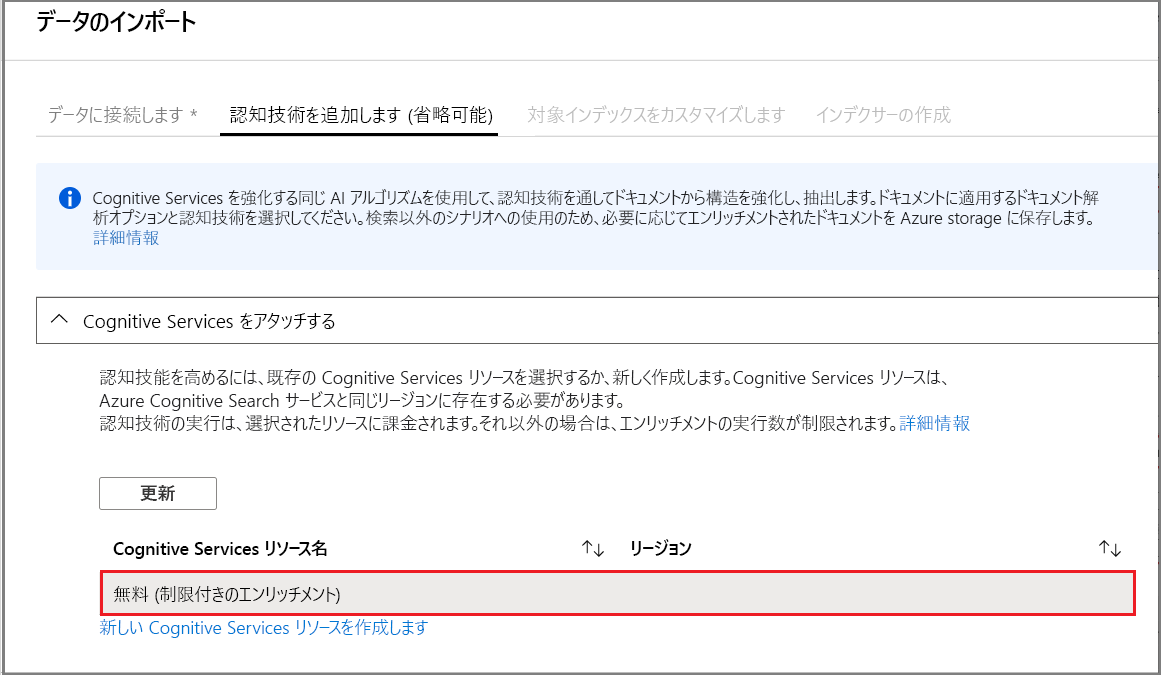 データのインポート
データに接続します *
認知技術を追加します (省略可能)
対象インデックスをカスタマイズします
インデクサーの作成
Cognitive Services を強化する同じ AI アルゴリズムを使用して、認知技術を通してドキュメントから構造を強化し、抽出します。ドキュメントに適用するドキュメント解
析オプションと認知技術を選択してください。検索以外のシナリオへの使用のため、必要に応じてエンリッチメントされたドキュメントを Azure storage に保存します。
詳細情報
Cognitive Services をアタッチする
認知技能を高めるには、既存の Cognitive Services リソースを選択するか、新しく作成します。Cognitive Services リソースは、
Azure Cognitive Search サービスと同じリージョンに存在する必要があります。
認知技術の実行は、選択されたリソースに課金されます。それ以外の場合は、エンリッチメントの実行数が制限されます。詳細情報
更新
Cognitive Services リソース名 ↑↓ リージョン ↑↓
無料 (制限付きのエンリッチメント)
新しい Cognitive Services リソースを作成します